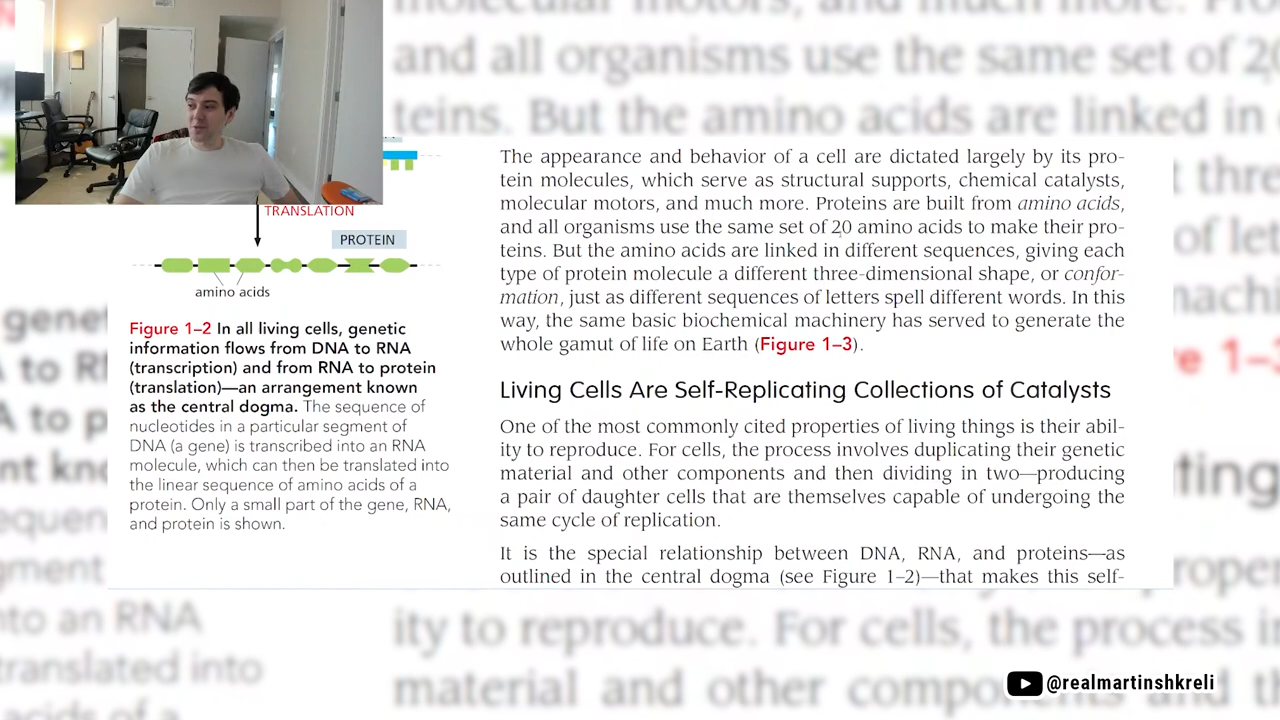 TRANSLATION
PROTEIN
amino acids
Figure 1–2 In all living cells, genetic
information flows from DNA to RNA
(transcription) and from RNA to protein
(translation)—an arrangement known
as the central dogma. The sequence of
nucleotides in a particular segment of
DNA (a gene) is transcribed into an RNA
molecule, which can then be translated into
the linear sequence of amino acids of a
protein. Only a small part of the gene, RNA,
and protein is shown.
The appearance and behavior of a cell are dictated largely by its pro-
tein molecules, which serve as structural supports, chemical catalysts,
molecular motors, and much more. Proteins are built from amino acids,
and all organisms use the same set of 20 amino acids to make their pro-
teins. But the amino acids are linked in different sequences, giving each
type of protein molecule a different three-dimensional shape, or confor-
mation, just as different sequences of letters spell different words. In this
way, the same basic biochemical machinery has served to generate the
whole gamut of life on Earth (Figure 1–3).
Living Cells Are Self-Replicating Collections of Catalysts
One of the most commonly cited properties of living things is their abil-
ity to reproduce. For cells, the process involves duplicating their genetic
material and other components and then dividing in two—producing
a pair of daughter cells that are themselves capable of undergoing the
same cycle of replication.
It is the special relationship between DNA, RNA, and proteins—as
outlined in the central dogma (see Figure 1–2)—that makes this self-
@realmartinshkreli